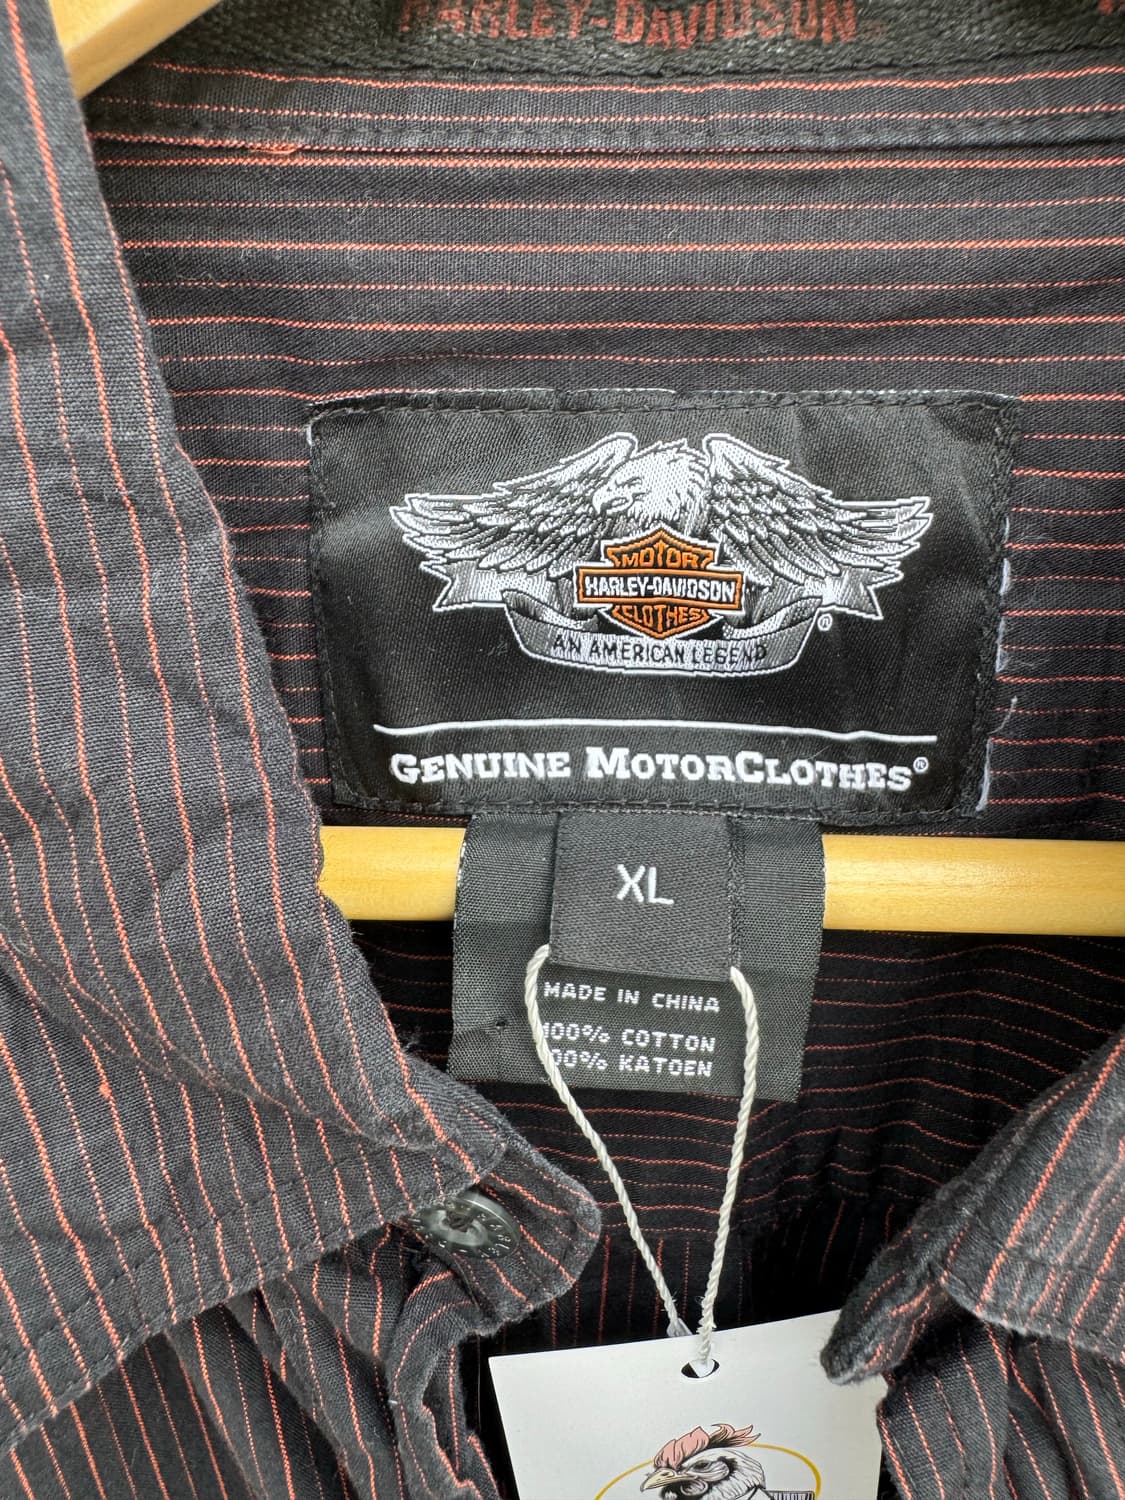 HARLEY-DAVIDSON
MOTOR
HARLEY-DAVIDSON
CLOTHES
®
AN AMERICAN LEGEND
GENUINE MOTORCLOTHES®
XL
MADE IN CHINA
100% COTTON
00% KATOEN